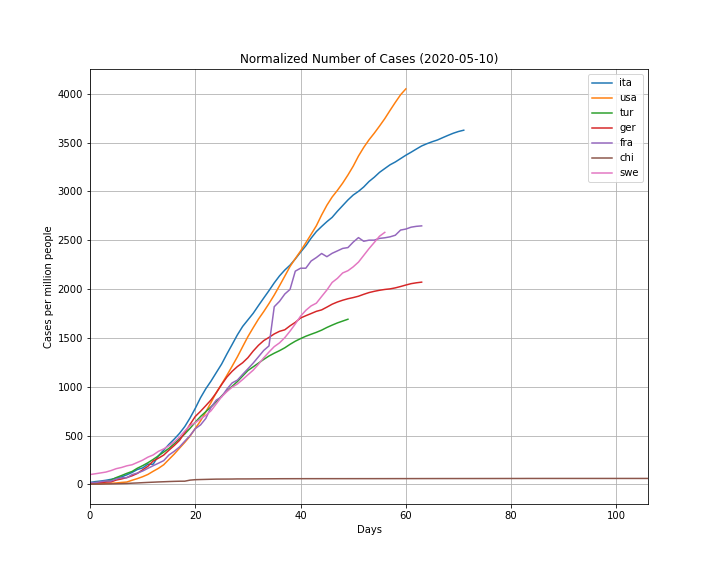 Normalized Number of Cases (2020-05-10)
ita
usa
tur
ger
fra
chi
swe
Cases per million people
4000
3500
3000
2500
2000
1500
1000
500
0
0 20 40 60 80 100
Days